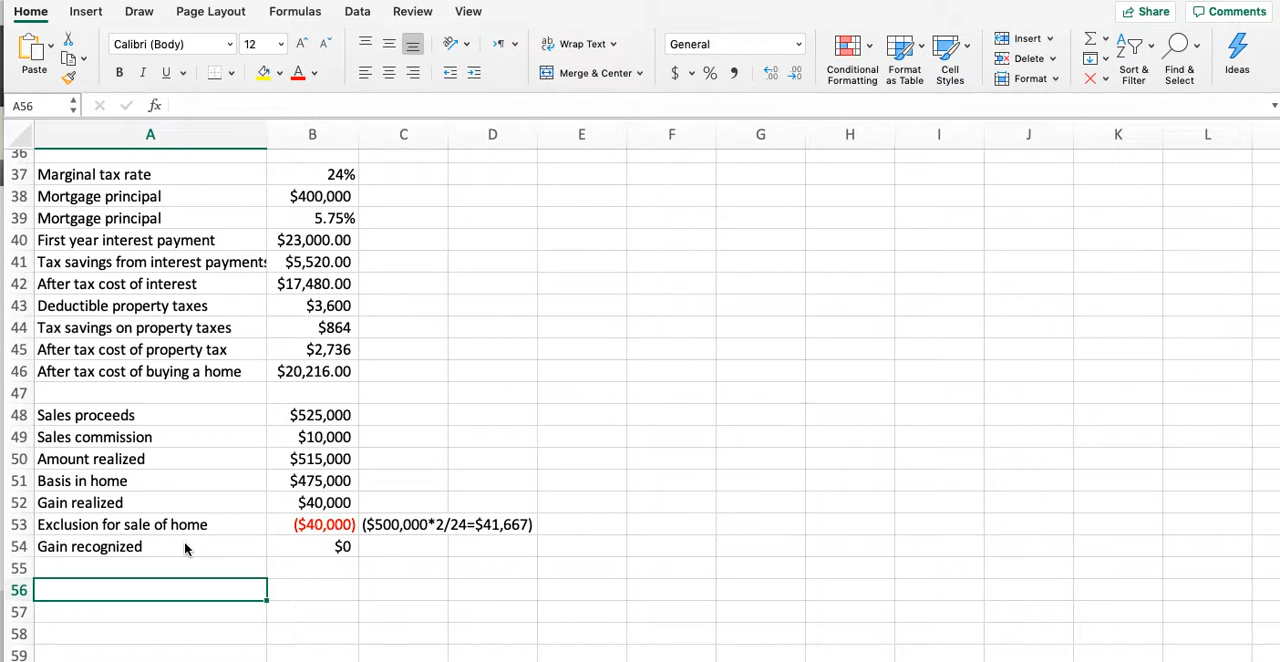 Home Insert Draw Page Layout Formulas Data Review View Share Comments
Paste Calibri (Body) 12 A^ A˅ ab Wrap Text General Insert
B I U A Merge & Center $ % Conditional Formatting Format as Table Cell Styles Delete Format Sort & Filter Find & Select Ideas
A56 fx
A B C D E F G H I J K L
36
37 Marginal tax rate 24%
38 Mortgage principal $400,000
39 Mortgage principal 5.75%
40 First year interest payment $23,000.00
41 Tax savings from interest payments $5,520.00
42 After tax cost of interest $17,480.00
43 Deductible property taxes $3,600
44 Tax savings on property taxes $864
45 After tax cost of property tax $2,736
46 After tax cost of buying a home $20,216.00
47
48 Sales proceeds $525,000
49 Sales commission $10,000
50 Amount realized $515,000
51 Basis in home $475,000
52 Gain realized $40,000
53 Exclusion for sale of home ($40,000) ($500,000*2/24=$41,667)
54 Gain recognized $0
55
56
57
58
59